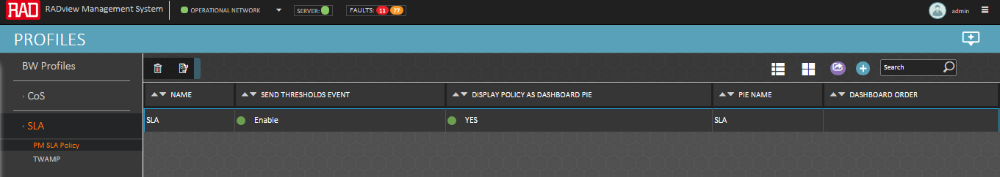 RAD RADview Management System OPERATIONAL NETWORK SERVER: FAULTS: 11 77 admin
PROFILES
BW Profiles
CoS
SLA
PM SLA Policy
TWAMP
Search
NAME SEND THRESHOLDS EVENT DISPLAY POLICY AS DASHBOARD PIE PIE NAME DASHBOARD ORDER
SLA Enable YES SLA